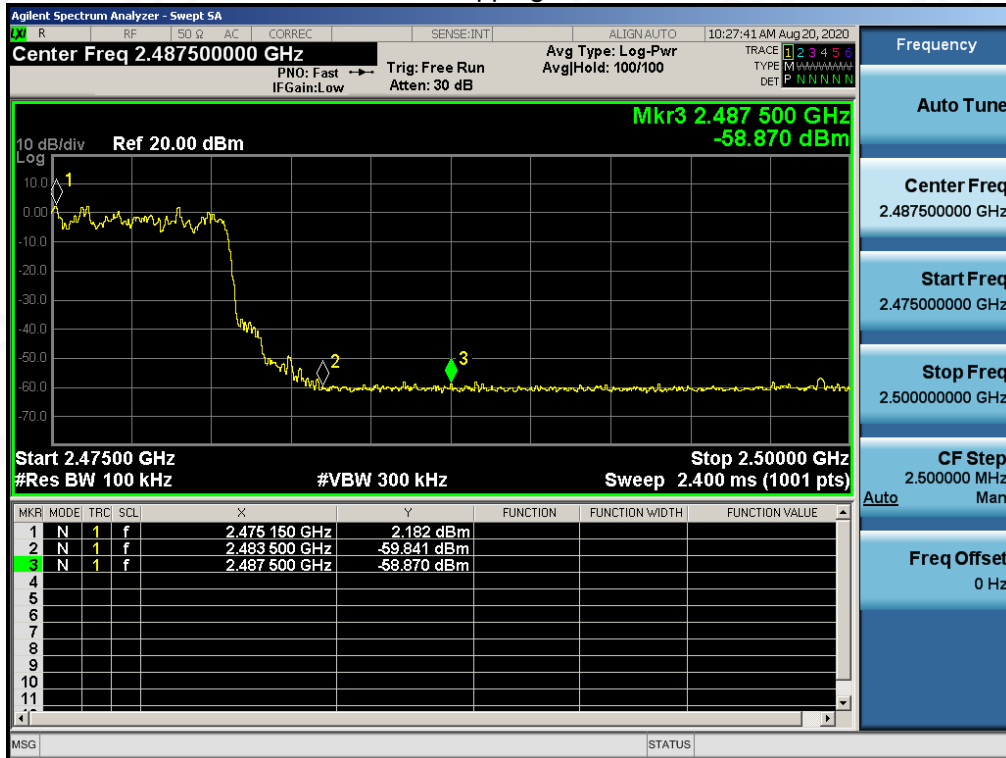 Agilent Spectrum Analyzer - Swept SA
LXI R RF 50 Ω AC CORREC SENSE:INT ALIGN AUTO 10:27:41 AM Aug 20, 2020
Center Freq 2.487500000 GHz
PNO: Fast
IFGain:Low
Trig: Free Run
Atten: 30 dB
Avg Type: Log-Pwr
Avg|Hold: 100/100
TRACE 1 2 3 4 5 6
TYPE M
DET P N N N N N
Mkr3 2.487 500 GHz
-58.870 dBm
10 dB/div Ref 20.00 dBm
Log
10.0
0.00
-10.0
-20.0
-30.0
-40.0
-50.0
-60.0
-70.0
1
2
3
Start 2.47500 GHz Stop 2.50000 GHz
#Res BW 100 kHz #VBW 300 kHz Sweep 2.400 ms (1001 pts)
MKR MODE TRC SCL X Y FUNCTION FUNCTION WIDTH FUNCTION VALUE
1 N 1 f 2.475 150 GHz 2.182 dBm
2 N 1 f 2.483 500 GHz -59.841 dBm
3 N 1 f 2.487 500 GHz -58.870 dBm
4
5
6
7
8
9
10
11
MSG STATUS
Frequency
Auto Tune
Center Freq
2.487500000 GHz
Start Freq
2.475000000 GHz
Stop Freq
2.500000000 GHz
CF Step
2.500000 MHz
Auto Man
Freq Offset
0 Hz